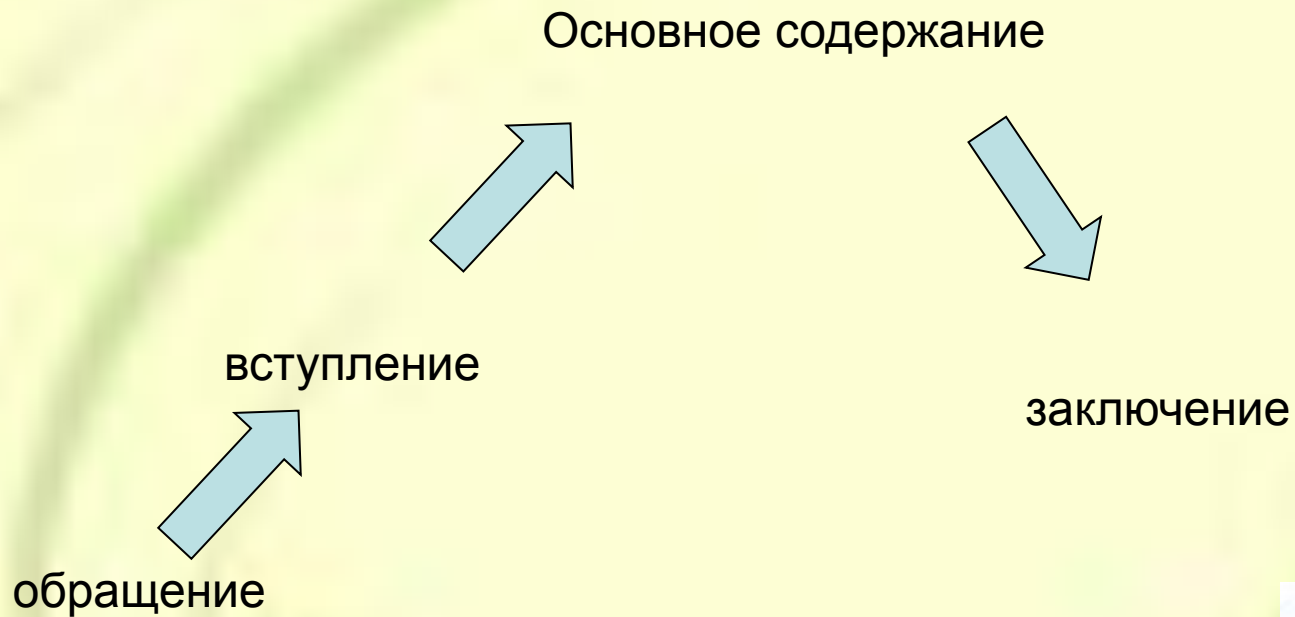 Основное содержание
вступление
заключение
обращение